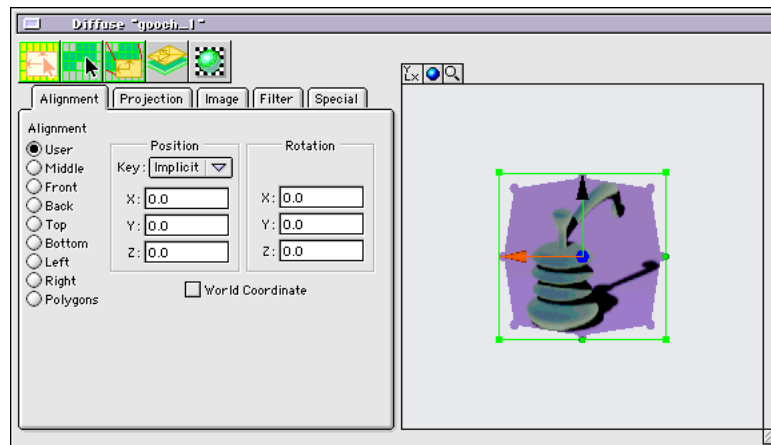 Diffuse "gooch_1"
Alignment Projection Image Filter Special
Alignment
User
Middle
Front
Back
Top
Bottom
Left
Right
Polygons
Position
Key: Implicit
X: 0.0
Y: 0.0
Z: 0.0
Rotation
X: 0.0
Y: 0.0
Z: 0.0
World Coordinate
Y
Z X